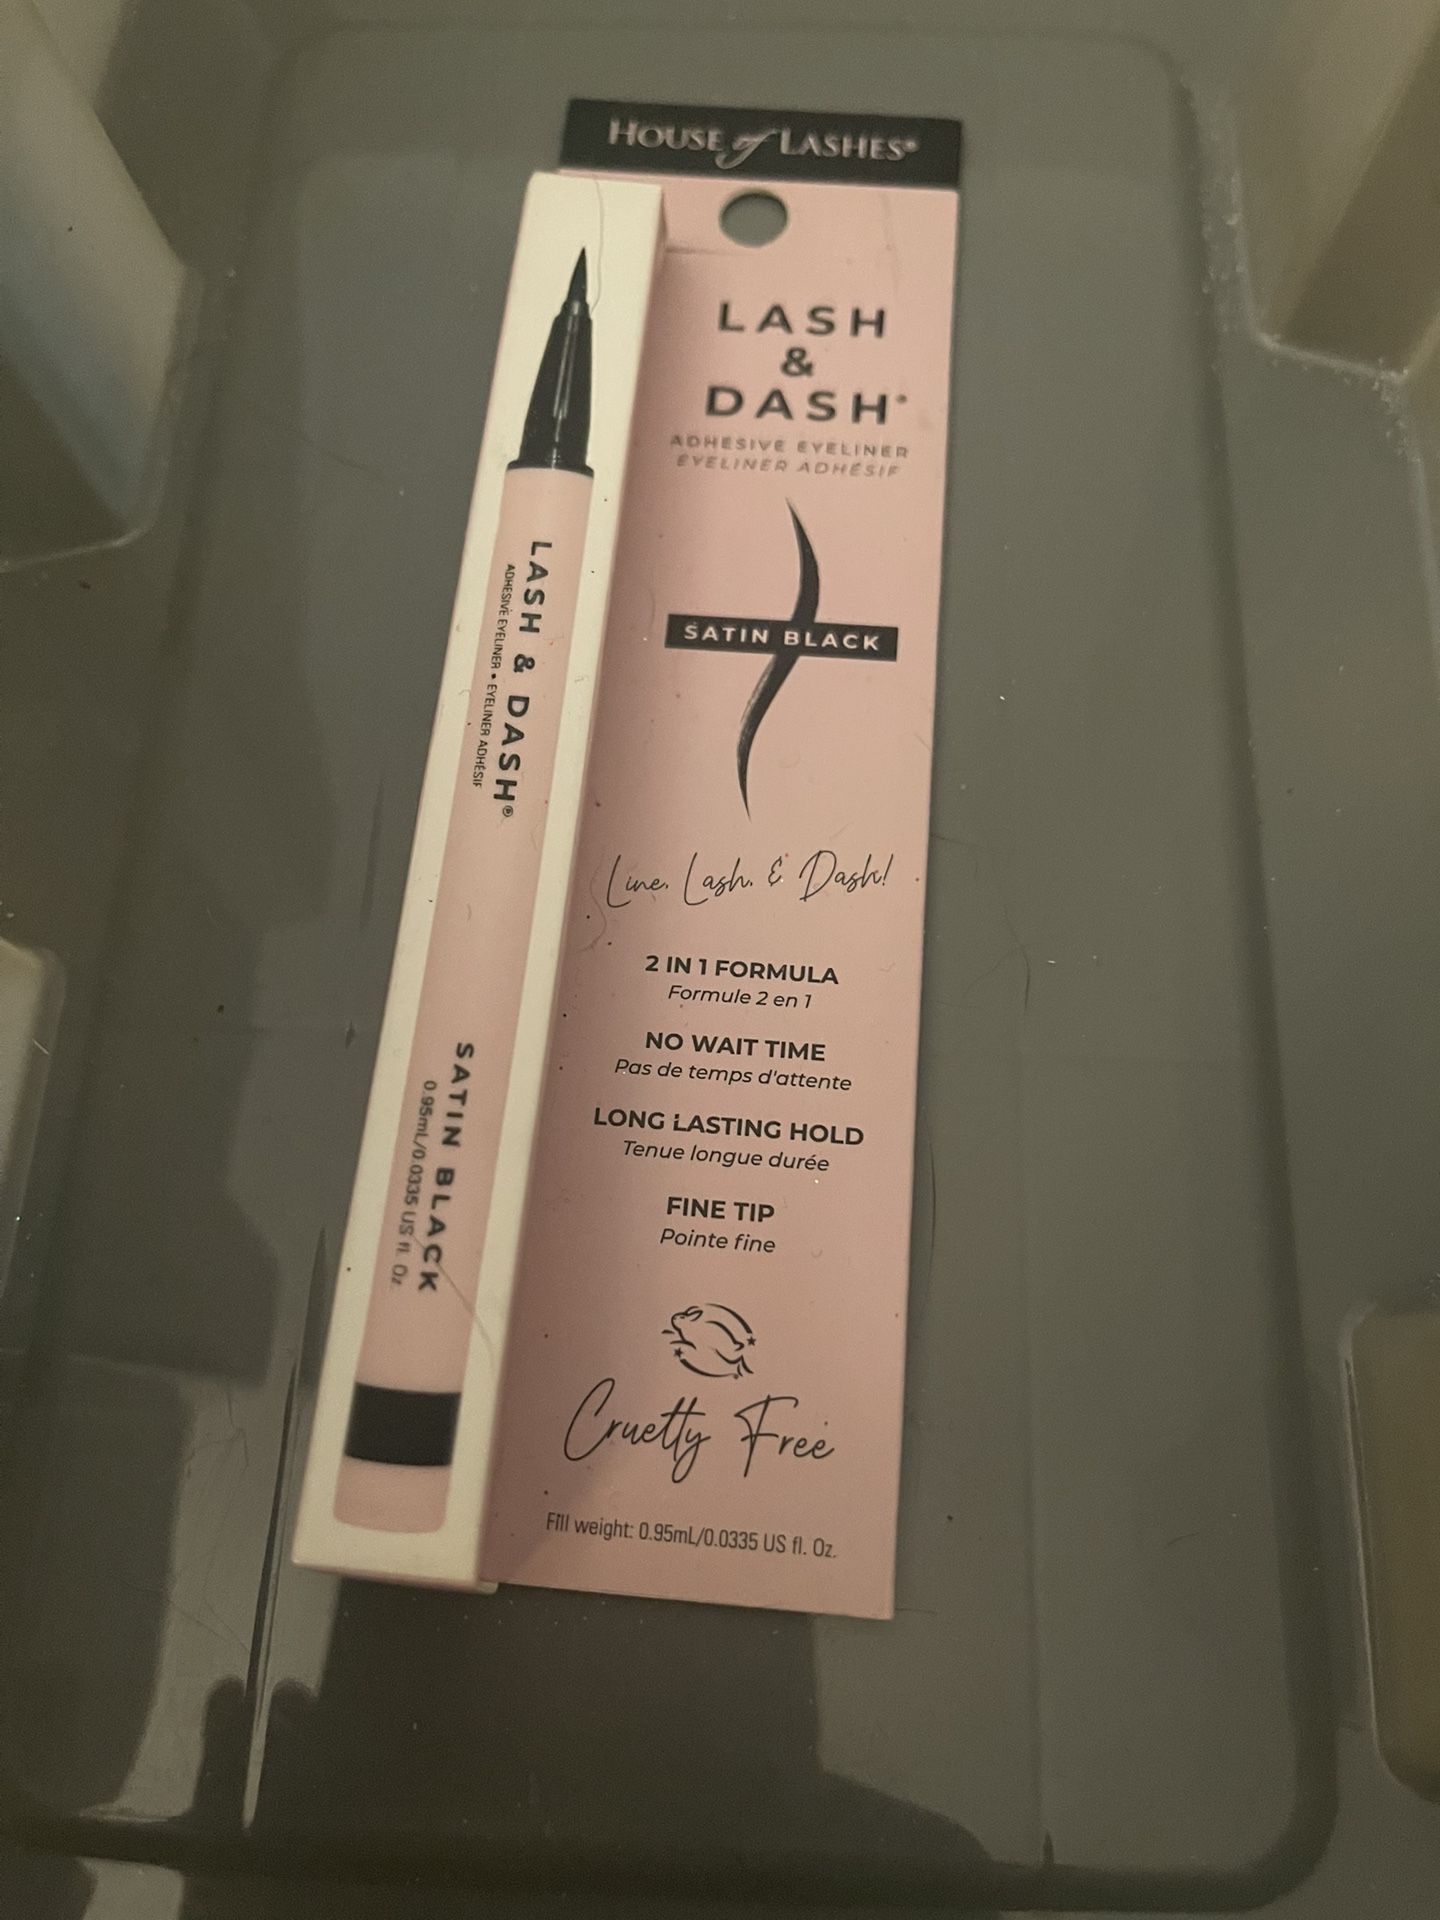 HOUSE of LASHES®
LASH
&
DASH®
ADHESIVE EYELINER
EYELINER ADHÉSIF
SATIN BLACK
Line, Lash, & Dash!
2 IN 1 FORMULA
Formule 2 en 1
NO WAIT TIME
Pas de temps d'attente
LONG LASTING HOLD
Tenue longue durée
FINE TIP
Pointe fine
Cruelty Free
Fill weight: 0.95mL/0.0335 US fl. Oz.
LASH & DASH®
ADHESIVE EYELINER • EYELINER ADHÉSIF
SATIN BLACK
0.95mL/0.0335 US fl. Oz.